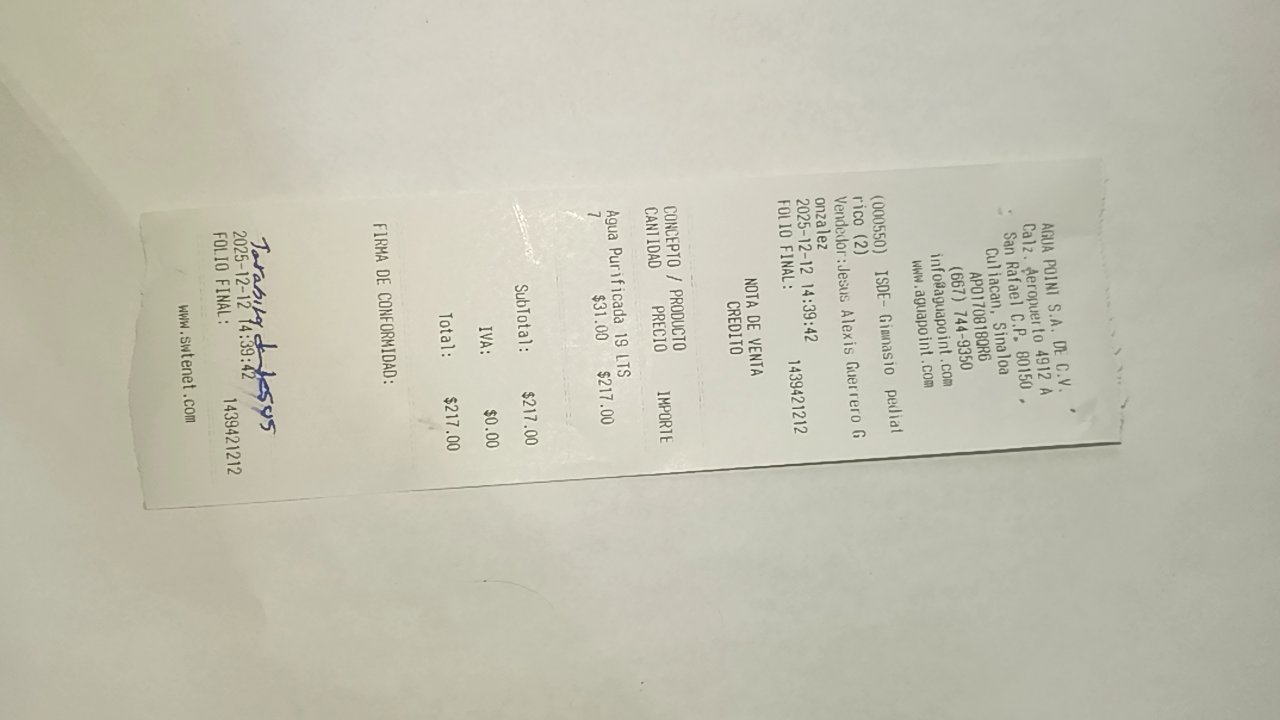 AGUA POINT S.A. DE C.V.
Calz. Aeropuerto 4912 A
San Rafael C.P. 80150 ,
Culiacan, Sinaloa
APO170818DR6
(667) 744-9350
info@aguapoint.com
www.aguapoint.com
(000550) ISDE- Gimnasio pediat
rico (2)
Vendedor:Jesus Alexis Guerrero G
onzalez
2025-12-12 14:39:42
FOLIO FINAL: 1439421212
NOTA DE VENTA
CREDITO
CONCEPTO / PRODUCTO
CANTIDAD PRECIO IMPORTE
Agua Purificada 19 LTS
7 $31.00 $217.00
SubTotal: $217.00
IVA: $0.00
Total: $217.00
FIRMA DE CONFORMIDAD:
2025-12-12 14:39:42
FOLIO FINAL: 1439421212
www.swtenet.com